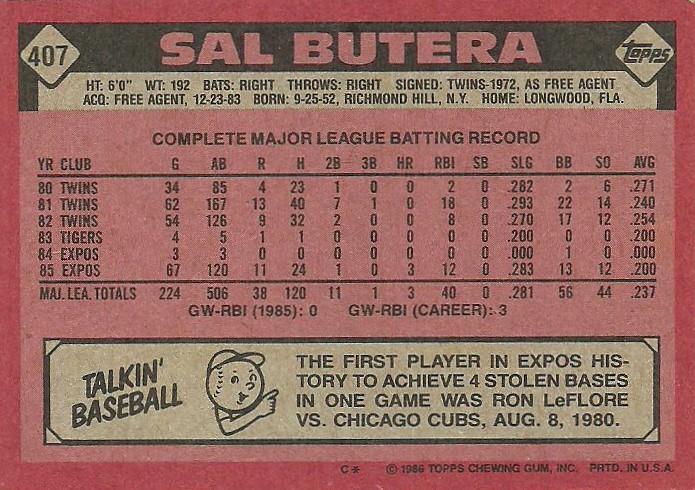 407 SAL BUTERA topps
HT: 6'0" WT: 192 BATS: RIGHT THROWS: RIGHT SIGNED: TWINS-1972, AS FREE AGENT
ACQ: FREE AGENT, 12-23-83 BORN: 9-25-52, RICHMOND HILL, N.Y. HOME: LONGWOOD, FLA.
COMPLETE MAJOR LEAGUE BATTING RECORD
YR CLUB G AB R H 2B 3B HR RBI SB SLG BB SO AVG
80 TWINS 34 85 4 23 1 0 0 2 0 .282 2 6 .271
81 TWINS 62 167 13 40 7 1 0 18 0 .293 22 14 .240
82 TWINS 54 126 9 32 2 0 0 8 0 .270 17 12 .254
83 TIGERS 4 5 1 1 0 0 0 0 0 .200 0 0 .200
84 EXPOS 3 3 0 0 0 0 0 0 0 .000 1 0 .000
85 EXPOS 67 120 11 24 1 0 3 12 0 .283 13 12 .200
MAJ. LEA. TOTALS 224 506 38 120 11 1 3 40 0 .281 56 44 .237
GW-RBI (1985): 0 GW-RBI (CAREER): 3
TALKIN'
BASEBALL
THE FIRST PLAYER IN EXPOS HIS-
TORY TO ACHIEVE 4 STOLEN BASES
IN ONE GAME WAS RON LeFLORE
VS. CHICAGO CUBS, AUG. 8, 1980.
C* © 1986 TOPPS CHEWING GUM, INC. PRTD. IN U.S.A.